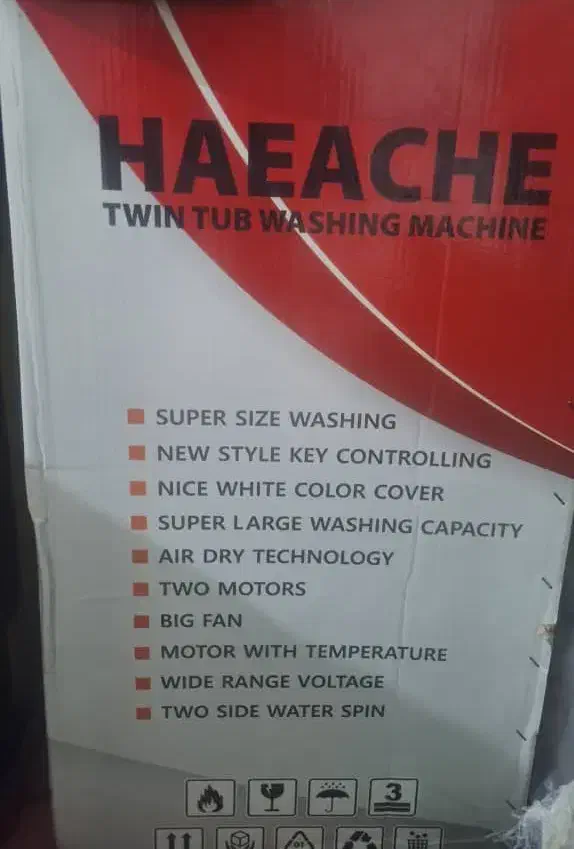 HAEACHE
TWIN TUB WASHING MACHINE
SUPER SIZE WASHING
NEW STYLE KEY CONTROLLING
NICE WHITE COLOR COVER
SUPER LARGE WASHING CAPACITY
AIR DRY TECHNOLOGY
TWO MOTORS
BIG FAN
MOTOR WITH TEMPERATURE
WIDE RANGE VOLTAGE
TWO SIDE WATER SPIN
3